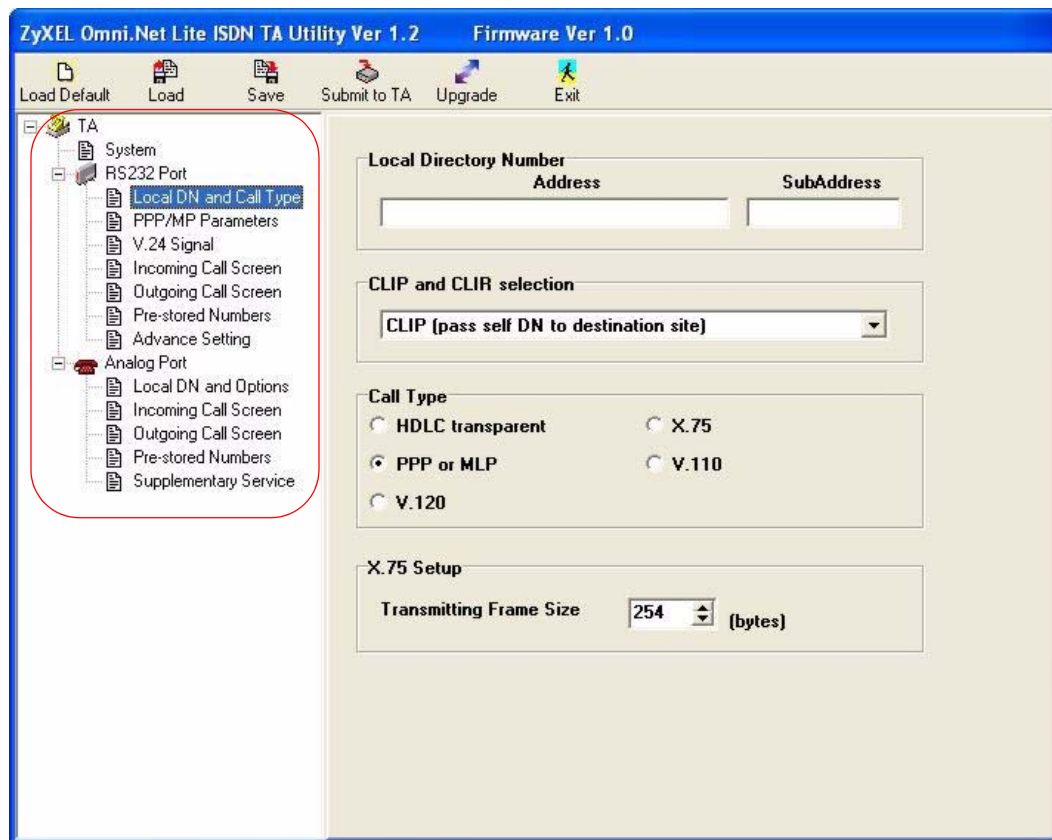 ZyXEL Omni.Net Lite ISDN TA Utility Ver 1.2 Firmware Ver 1.0
Load Default Load Save Submit to TA Upgrade Exit
TA
System
RS232 Port
Local DN and Call Type
PPP/MP Parameters
V.24 Signal
Incoming Call Screen
Outgoing Call Screen
Pre-stored Numbers
Advance Setting
Analog Port
Local DN and Options
Incoming Call Screen
Outgoing Call Screen
Pre-stored Numbers
Supplementary Service
Local Directory Number
Address SubAddress
CLIP and CLIR selection
CLIP (pass self DN to destination site)
Call Type
HDLC transparent X.75
PPP or MLP V.110
V.120
X.75 Setup
Transmitting Frame Size 254 (bytes)